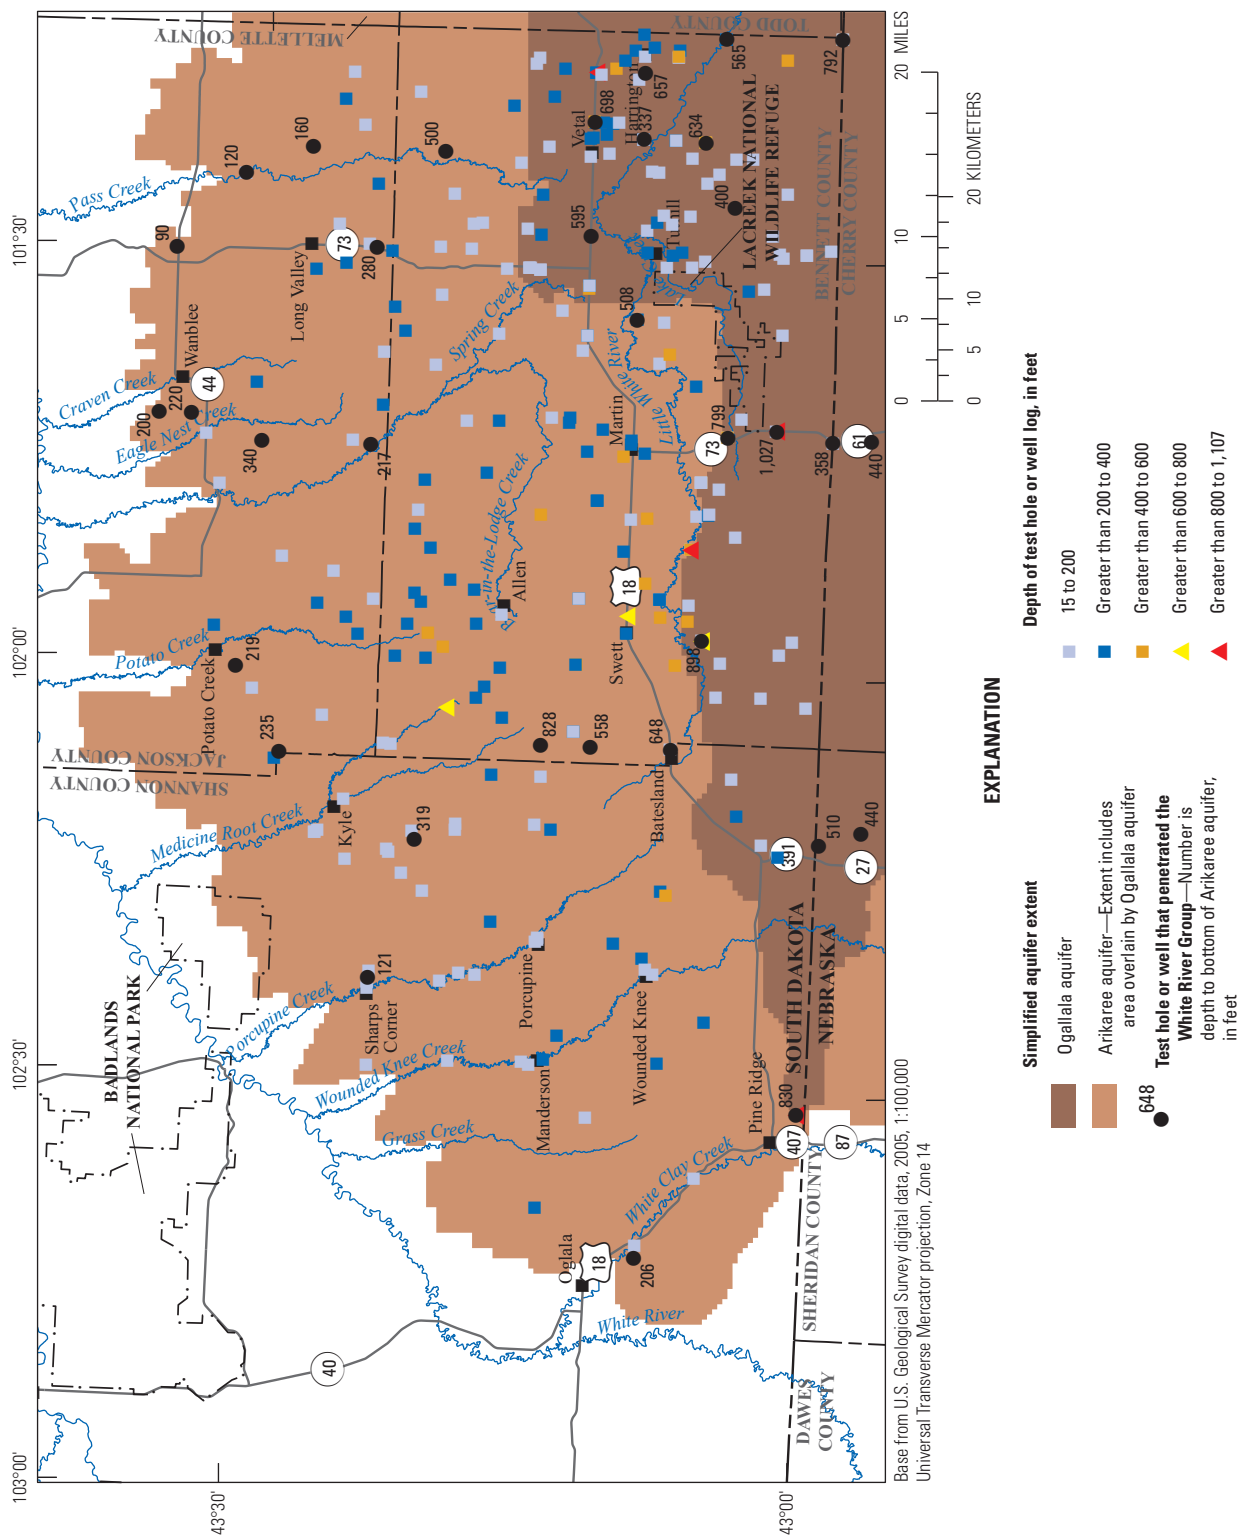 103°00'
102°30'
102°00'
101°30'
43°30'
43°00'
BADLANDS
NATIONAL PARK
SHANNON COUNTY
JACKSON COUNTY
MELLETTE COUNTY
TODD COUNTY
BENNETT COUNTY
CHERRY COUNTY
SHERIDAN COUNTY
DAWES
COUNTY
SOUTH DAKOTA
NEBRASKA
LACREEK NATIONAL
WILDLIFE REFUGE
Pass Creek
Craven Creek
Eagle Nest Creek
Potato Creek
Medicine Root Creek
Porcupine Creek
Wounded Knee Creek
Grass Creek
White Clay Creek
White River
Little White River
Spring Creek
Bear-in-the-Lodge Creek
Lake Creek
Wanblee
Long Valley
Potato Creek
Kyle
Sharps
Corner
Porcupine
Manderson
Wounded Knee
Pine Ridge
Oglala
Batesland
Swett
Allen
Martin
Vetal
Harrington
Tuthill
90
120
160
500
280
220
200
340
217
219
235
319
121
206
830
828
558
648
898
799
1,027
358
440
510
440
508
595
698
337
657
634
400
565
792
40
44
73
73
18
18
61
27
87
391
407
Base from U.S. Geological Survey digital data, 2005, 1:100,000
Universal Transverse Mercator projection, Zone 14
0 5 10 20 MILES
0 5 10 20 KILOMETERS
EXPLANATION
Simplified aquifer extent
Ogallala aquifer
Arikaree aquifer—Extent includes
area overlain by Ogallala aquifer
648
Test hole or well that penetrated the
White River Group—Number is
depth to bottom of Arikaree aquifer,
in feet
Depth of test hole or well log, in feet
15 to 200
Greater than 200 to 400
Greater than 400 to 600
Greater than 600 to 800
Greater than 800 to 1,107